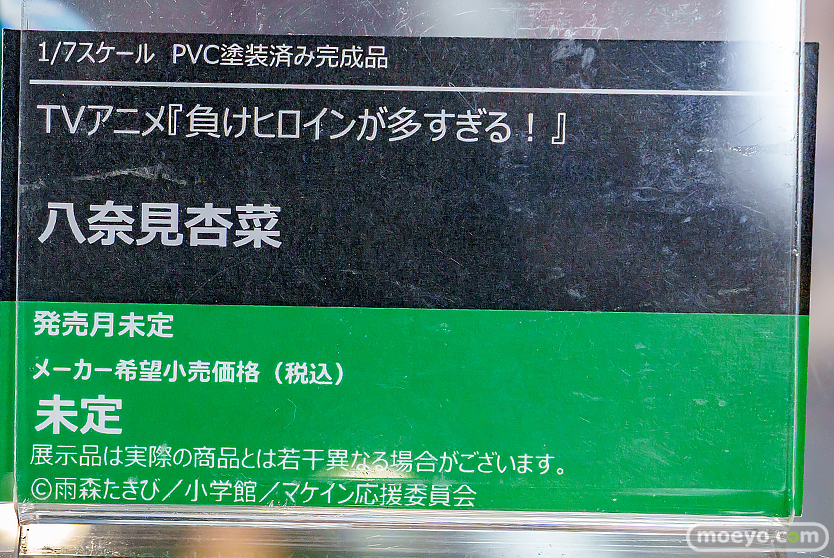 1/7スケール PVC塗装済み完成品
TVアニメ『負けヒロインが多すぎる！』
八奈見杏菜
発売月未定
メーカー希望小売価格（税込）
未定
展示品は実際の商品とは若干異なる場合がございます。
©雨森たきび／小学館／マケイン応援委員会
moeyo.com